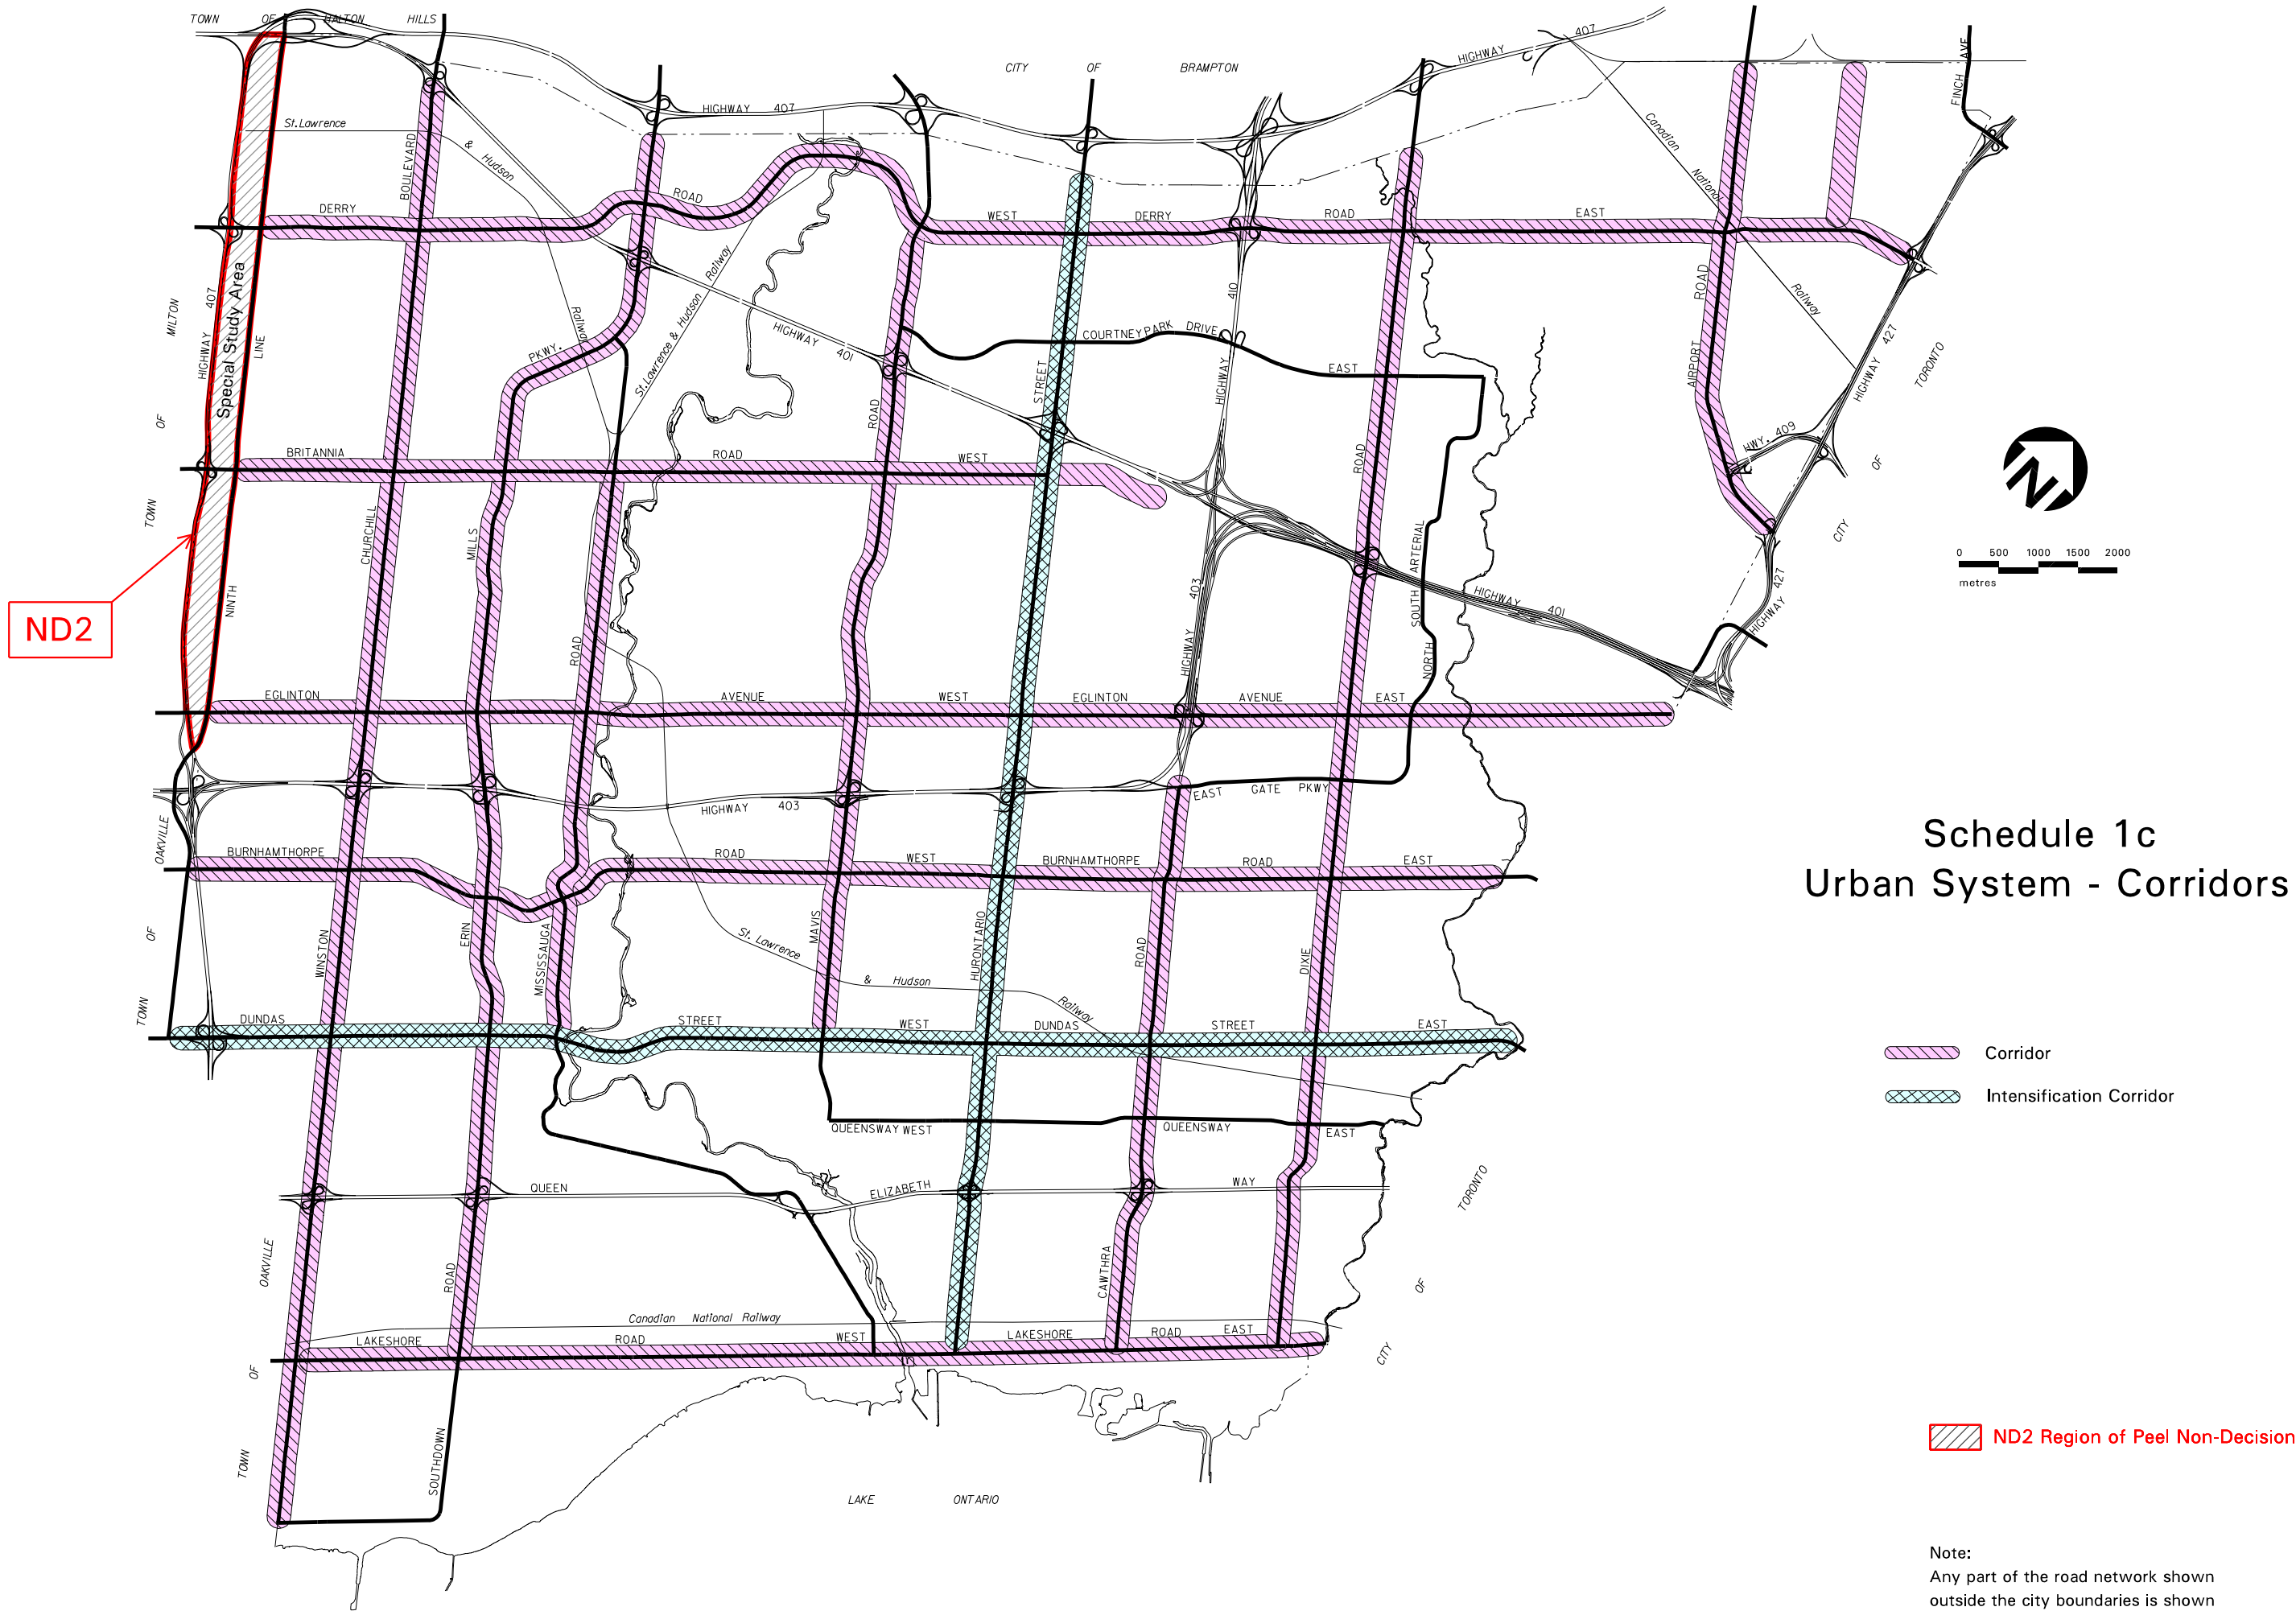 TOWN OF HALTON HILLS
CITY OF BRAMPTON
HIGHWAY 407
HIGHWAY 407
FINCH AVE
St.Lawrence & Hudson Railway
BOULEVARD
DERRY ROAD WEST DERRY ROAD EAST
Canadian National Railway
MILTON
OF
TOWN
HIGHWAY 407
Special Study Area
LINE
NINTH
PKWY.
St.Lawrence & Hudson Railway
HIGHWAY 401
ROAD
STREET
COURTNEYPARK DRIVE EAST
410
HIGHWAY
ROAD
AIRPORT ROAD
HWY. 409
HIGHWAY 427
TORONTO
OF
CITY
N
0 500 1000 1500 2000
metres
BRITANNIA ROAD WEST
CHURCHILL
MILLS
ROAD
403
HIGHWAY
SOUTH ARTERIAL
NORTH
HIGHWAY 401
HIGHWAY 427
ND2
EGLINTON AVENUE WEST EGLINTON AVENUE EAST
HIGHWAY 403
EAST GATE PKWY
OAKVILLE
OF
TOWN
BURNHAMTHORPE ROAD WEST BURNHAMTHORPE ROAD EAST
Schedule 1c
Urban System - Corridors
WINSTON
ERIN
MISSISSAUGA
MAVIS
HURONTARIO
ROAD
DIXIE
St. Lawrence & Hudson Railway
DUNDAS STREET WEST DUNDAS STREET EAST
Corridor
Intensification Corridor
QUEENSWAY WEST QUEENSWAY EAST
QUEEN ELIZABETH WAY
TORONTO
OF
CITY
OAKVILLE
OF
TOWN
ROAD
CAWTHRA
Canadian National Railway
LAKESHORE ROAD WEST LAKESHORE ROAD EAST
SOUTHDOWN
LAKE ONTARIO
ND2 Region of Peel Non-Decision
Note:
Any part of the road network shown
outside the city boundaries is shown